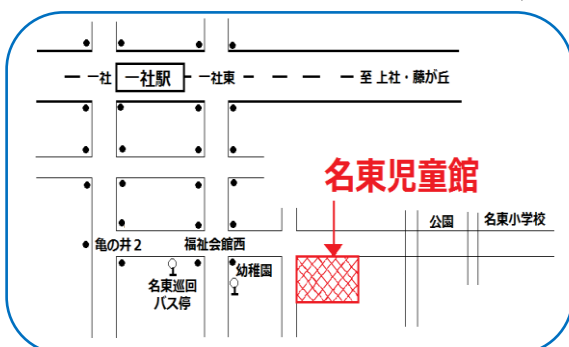 一社
一社駅
一社東
至 上社・藤が丘
名東児童館
公園
名東小学校
亀の井2
福祉会館西
幼稚園
名東巡回
バス停